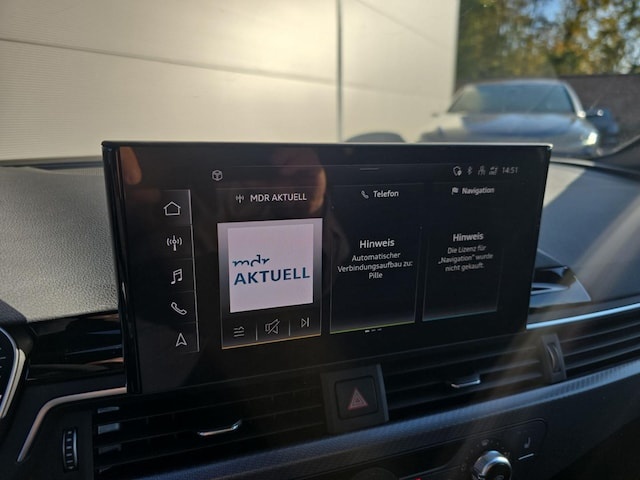 14:51
MDR AKTUELL
Telefon
Navigation
mdr
AKTUELL
Hinweis
Automatischer
Verbindungsaufbau zu:
Pille
Hinweis
Die Lizenz für
„Navigation" wurde
nicht gekauft.